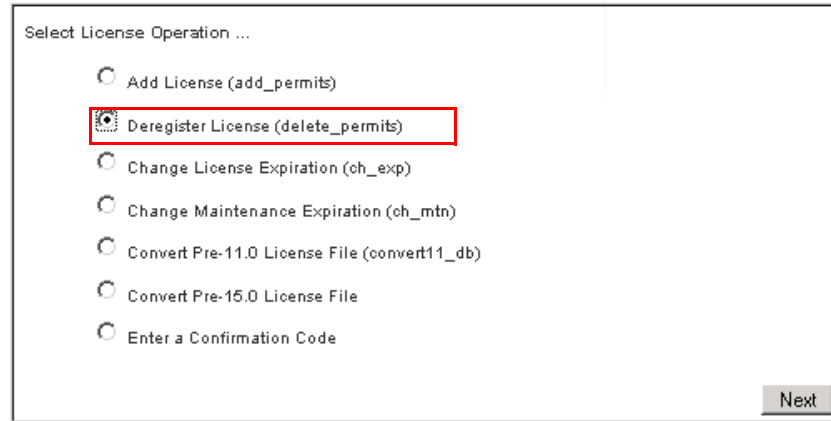 Select License Operation ...
Add License (add_permits)
Deregister License (delete_permits)
Change License Expiration (ch_exp)
Change Maintenance Expiration (ch_mtn)
Convert Pre-11.0 License File (convert11_db)
Convert Pre-15.0 License File
Enter a Confirmation Code
Next